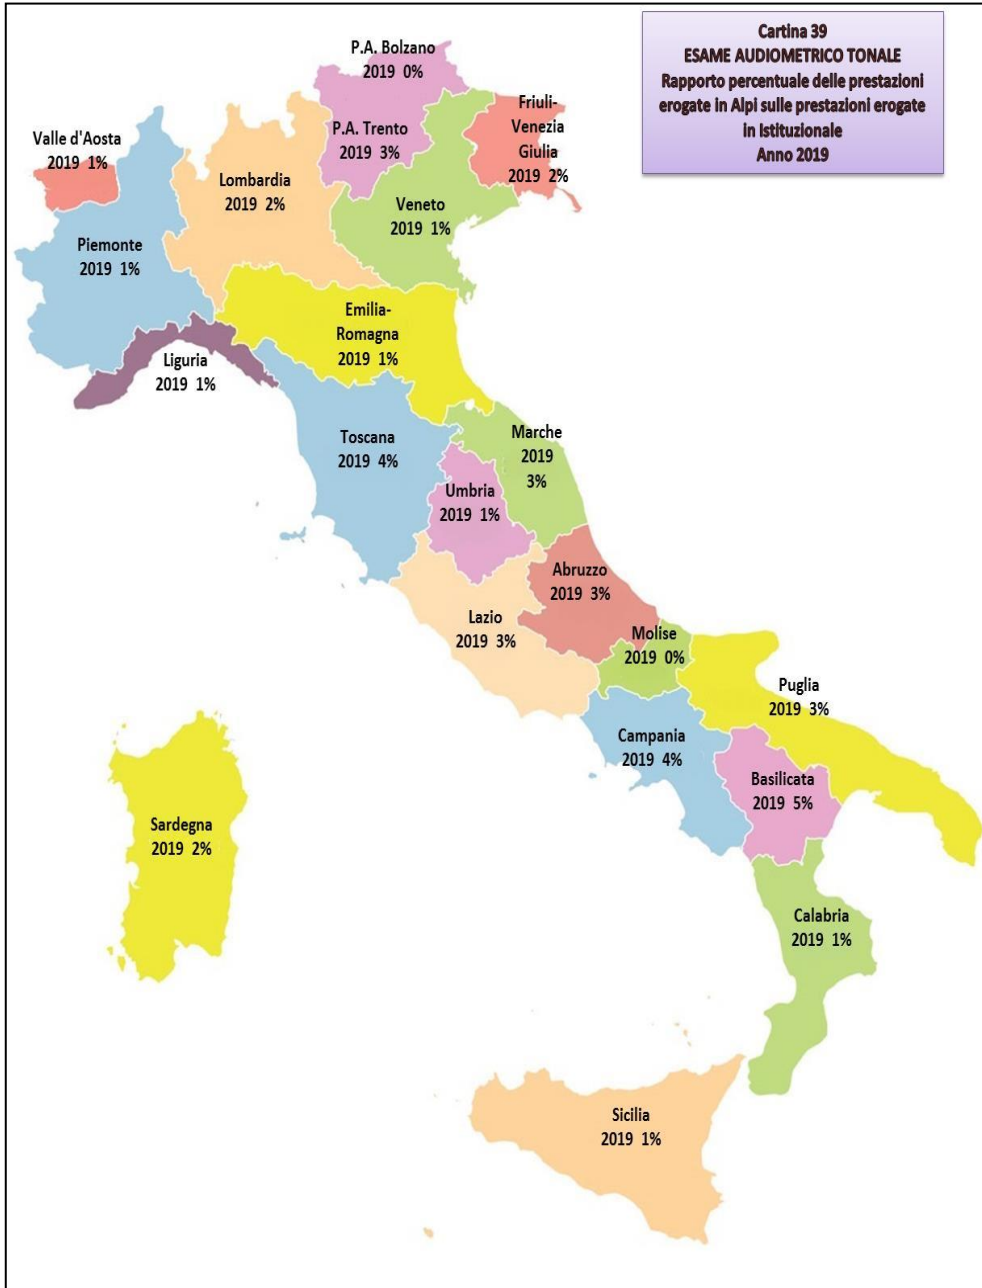 Cartina 39
ESAME AUDIOMETRICO TONALE
Rapporto percentuale delle prestazioni
erogate in Alpi sulle prestazioni erogate
in Istituzionale
Anno 2019
P.A. Bolzano
2019 0%
P.A. Trento
2019 3%
Friuli-
Venezia
Giulia
2019 2%
Valle d'Aosta
2019 1%
Lombardia
2019 2%
Veneto
2019 1%
Piemonte
2019 1%
Emilia-
Romagna
2019 1%
Liguria
2019 1%
Toscana
2019 4%
Marche
2019
3%
Umbria
2019 1%
Abruzzo
2019 3%
Lazio
2019 3%
Molise
2019 0%
Puglia
2019 3%
Campania
2019 4%
Basilicata
2019 5%
Sardegna
2019 2%
Calabria
2019 1%
Sicilia
2019 1%